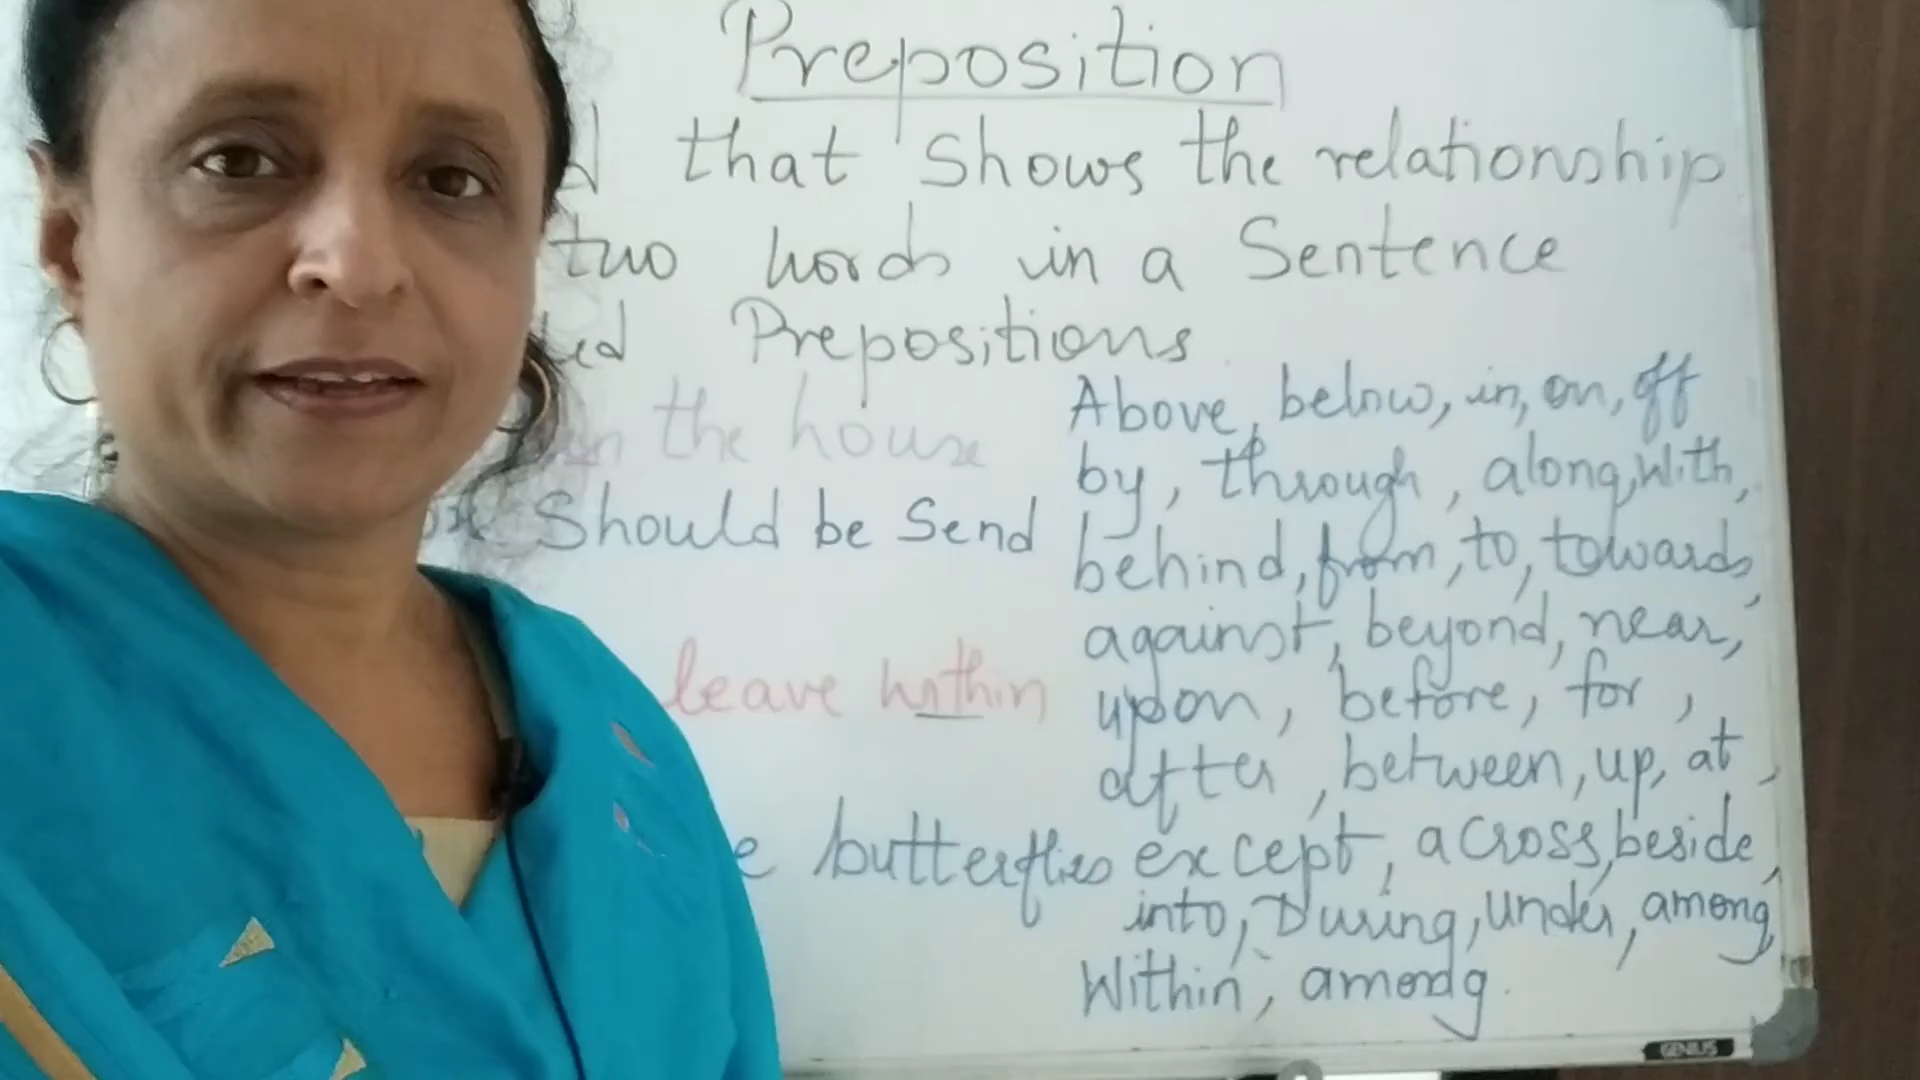 Preposition
that Shows the relationship
two words in a Sentence
Prepositions
the house
Should be Send
leave within
butterflies
Above, below, in, on, off
by, through, along, with,
behind, from, to, towards,
against, beyond, near,
upon, before, for,
after, between, up, at,
except, across, beside,
into, During, under, among,
Within, among.
GENIUS